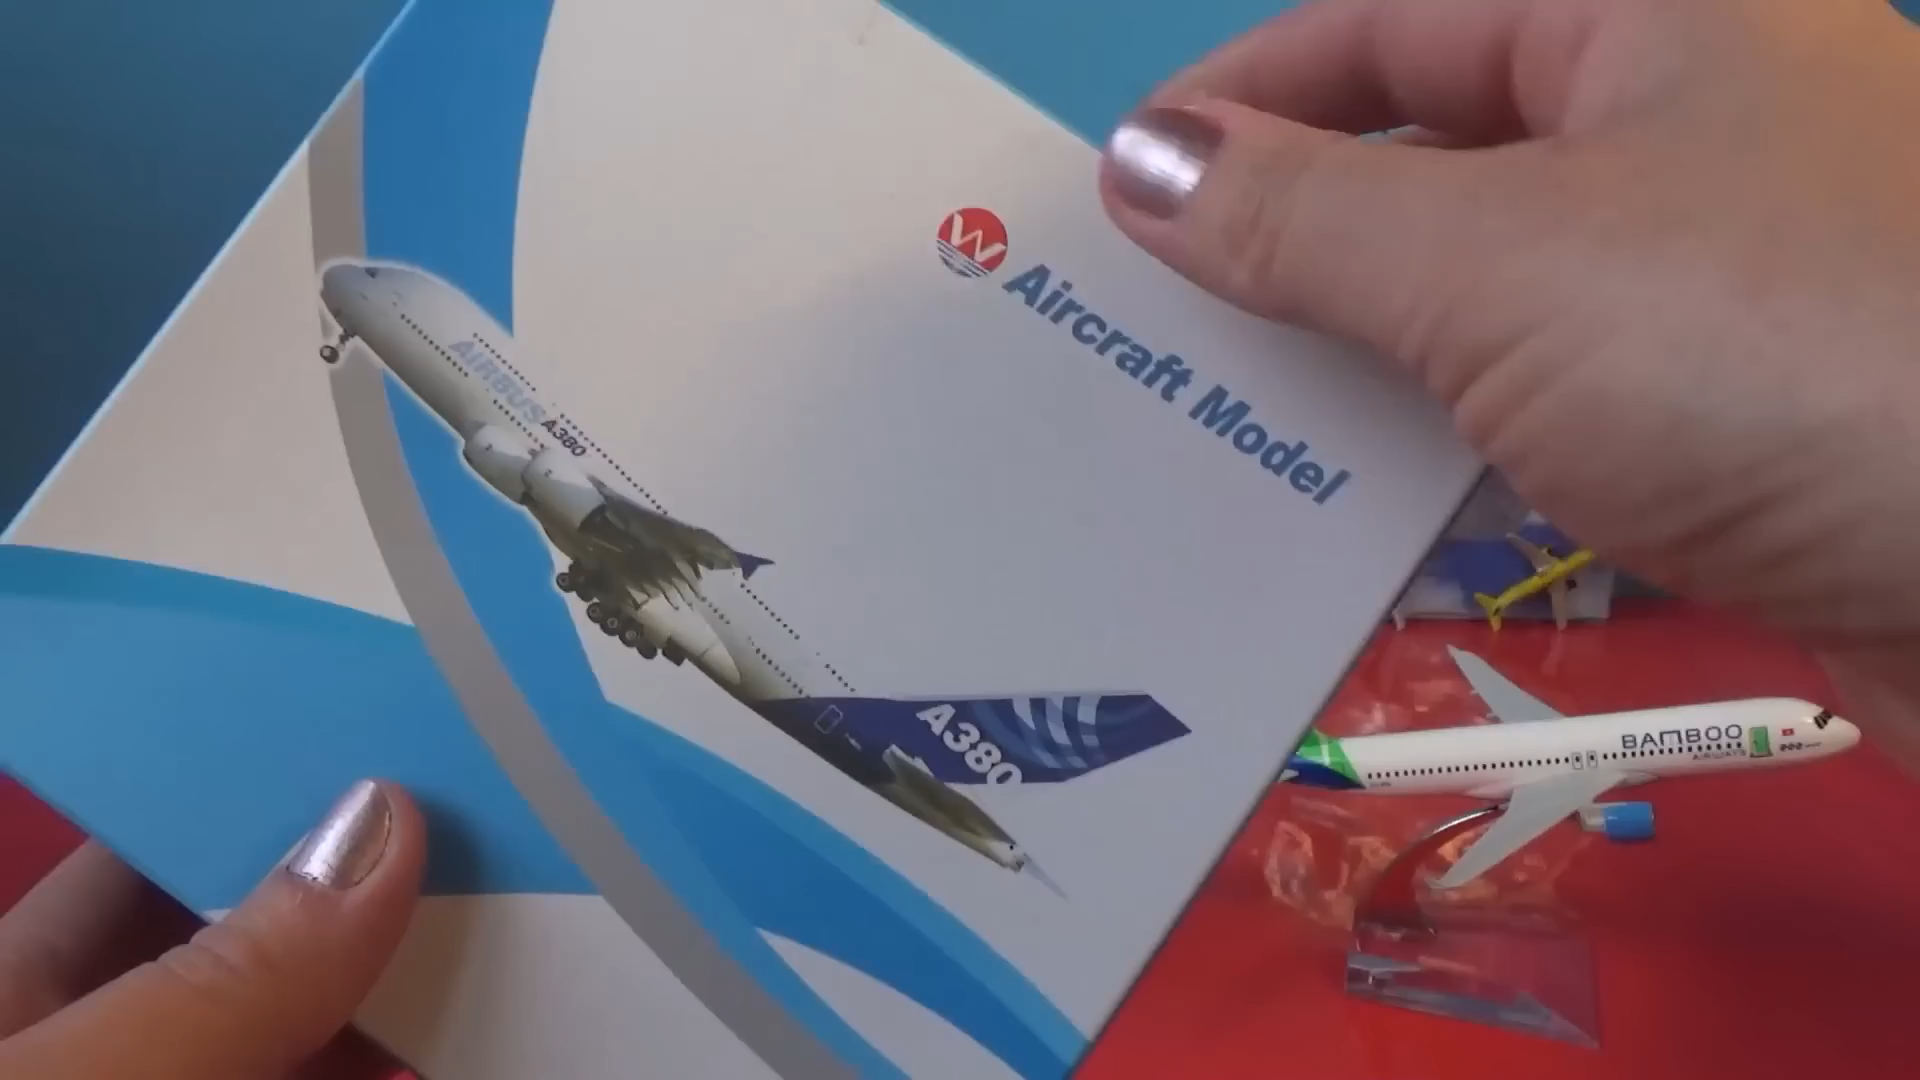 W
Aircraft Model
AIRBUS A380
A380
BAMBOO
AIRWAYS